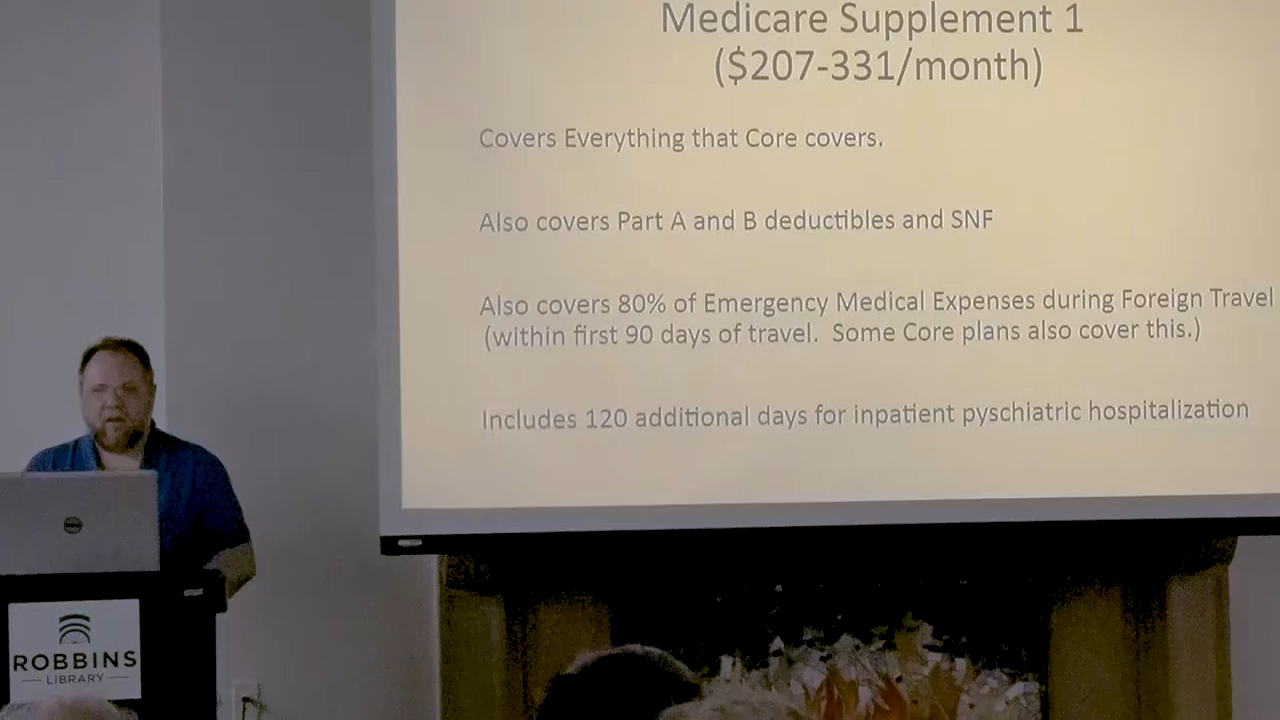 Medicare Supplement 1
($207-331/month)
Covers Everything that Core covers.
Also covers Part A and B deductibles and SNF
Also covers 80% of Emergency Medical Expenses during Foreign Travel
(within first 90 days of travel.  Some Core plans also cover this.)
Includes 120 additional days for inpatient pyschiatric hospitalization
DELL
ROBBINS
LIBRARY